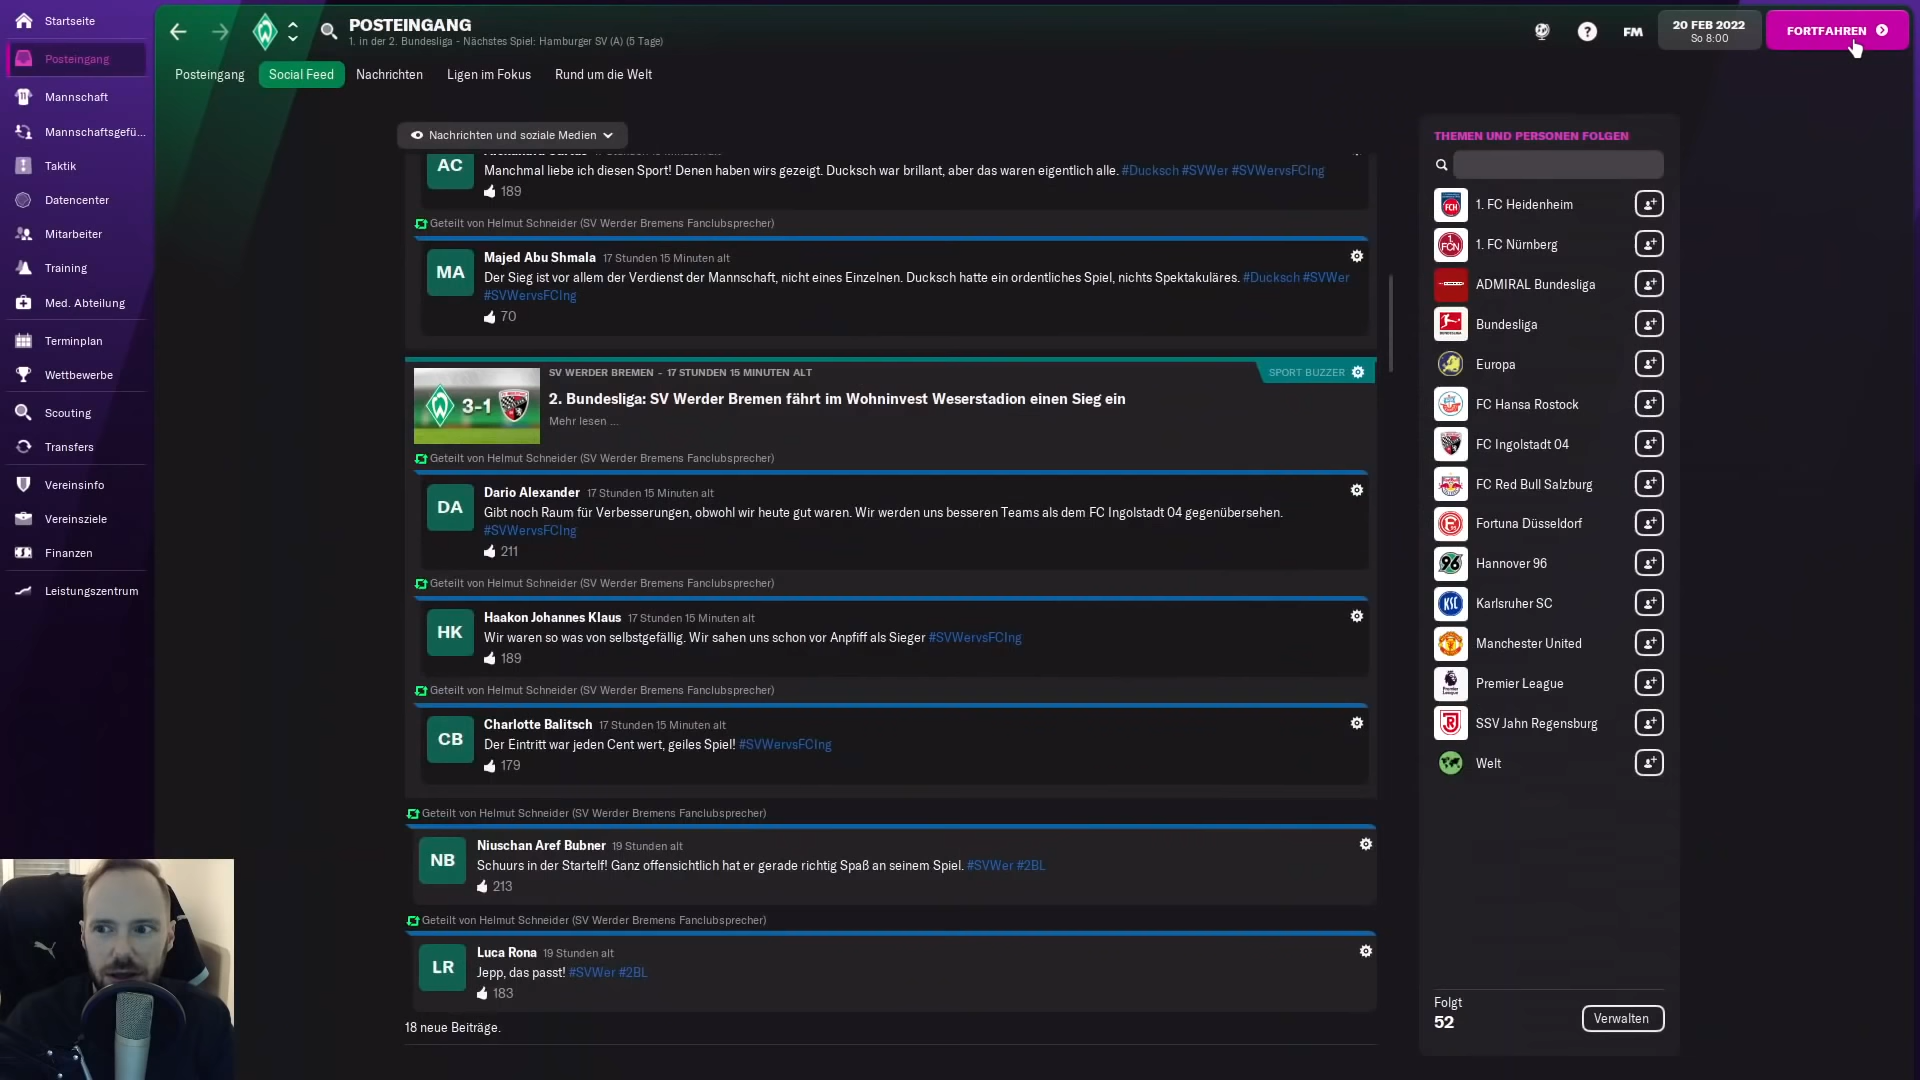 Startseite
Posteingang
Mannschaft
Mannschaftsgefü...
Taktik
Datencenter
Mitarbeiter
Training
Med. Abteilung
Terminplan
Wettbewerbe
Scouting
Transfers
Vereinsinfo
Vereinsziele
Finanzen
Leistungszentrum
POSTEINGANG
1. in der 2. Bundesliga - Nächstes Spiel: Hamburger SV (A) (5 Tage)
FM
20 FEB 2022
So 8:00
FORTFAHREN
Posteingang
Social Feed
Nachrichten
Ligen im Fokus
Rund um die Welt
Nachrichten und soziale Medien
AC
Manchmal liebe ich diesen Sport! Denen haben wirs gezeigt. Ducksch war brillant, aber das waren eigentlich alle. #Ducksch #SVWer #SVWervsFCIng
189
Geteilt von Helmut Schneider (SV Werder Bremens Fanclubsprecher)
MA
Majed Abu Shmala 17 Stunden 15 Minuten alt
Der Sieg ist vor allem der Verdienst der Mannschaft, nicht eines Einzelnen. Ducksch hatte ein ordentliches Spiel, nichts Spektakuläres. #Ducksch #SVWer
#SVWervsFCIng
70
3-1
SV WERDER BREMEN - 17 STUNDEN 15 MINUTEN ALT
SPORT BUZZER
2. Bundesliga: SV Werder Bremen fährt im Wohninvest Weserstadion einen Sieg ein
Mehr lesen ...
Geteilt von Helmut Schneider (SV Werder Bremens Fanclubsprecher)
DA
Dario Alexander 17 Stunden 15 Minuten alt
Gibt noch Raum für Verbesserungen, obwohl wir heute gut waren. Wir werden uns besseren Teams als dem FC Ingolstadt 04 gegenübersehen.
#SVWervsFCIng
211
Geteilt von Helmut Schneider (SV Werder Bremens Fanclubsprecher)
HK
Haakon Johannes Klaus 17 Stunden 15 Minuten alt
Wir waren so was von selbstgefällig. Wir sahen uns schon vor Anpfiff als Sieger #SVWervsFCIng
189
Geteilt von Helmut Schneider (SV Werder Bremens Fanclubsprecher)
CB
Charlotte Balitsch 17 Stunden 15 Minuten alt
Der Eintritt war jeden Cent wert, geiles Spiel! #SVWervsFCIng
179
Geteilt von Helmut Schneider (SV Werder Bremens Fanclubsprecher)
NB
Niuschan Aref Bubner 19 Stunden alt
Schuurs in der Startelf! Ganz offensichtlich hat er gerade richtig Spaß an seinem Spiel. #SVWer #2BL
213
Geteilt von Helmut Schneider (SV Werder Bremens Fanclubsprecher)
LR
Luca Rona 19 Stunden alt
Jepp, das passt! #SVWer #2BL
183
18 neue Beiträge.
THEMEN UND PERSONEN FOLGEN
1. FC Heidenheim
1. FC Nürnberg
ADMIRAL Bundesliga
Bundesliga
Europa
FC Hansa Rostock
FC Ingolstadt 04
FC Red Bull Salzburg
Fortuna Düsseldorf
Hannover 96
Karlsruher SC
Manchester United
Premier League
SSV Jahn Regensburg
Welt
Folgt
52
Verwalten